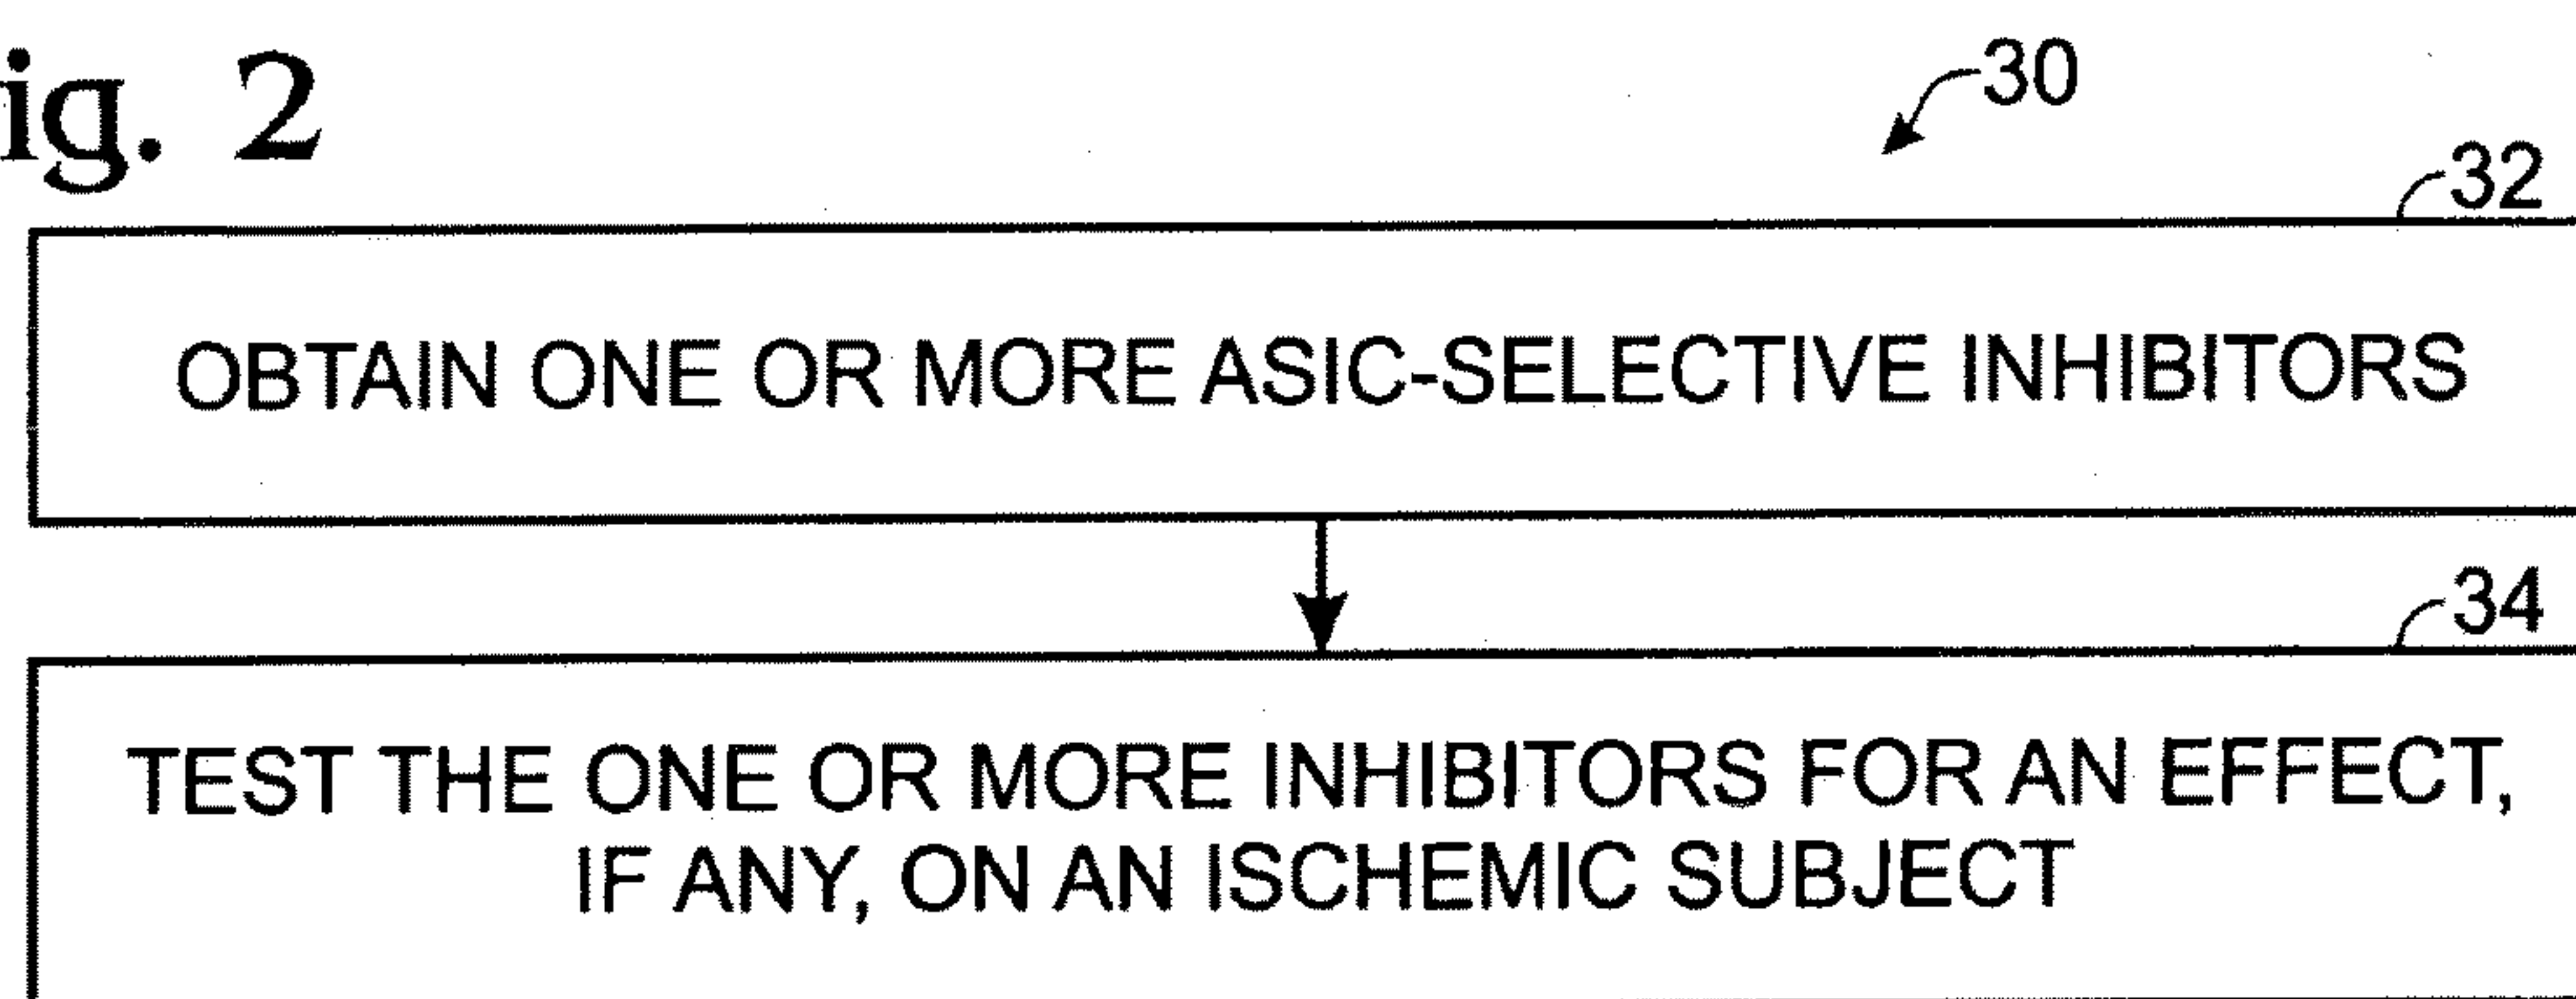 ig. 2
30
32
OBTAIN ONE OR MORE ASIC-SELECTIVE INHIBITORS
34
TEST THE ONE OR MORE INHIBITORS FOR AN EFFECT,
IF ANY, ON AN ISCHEMIC SUBJECT